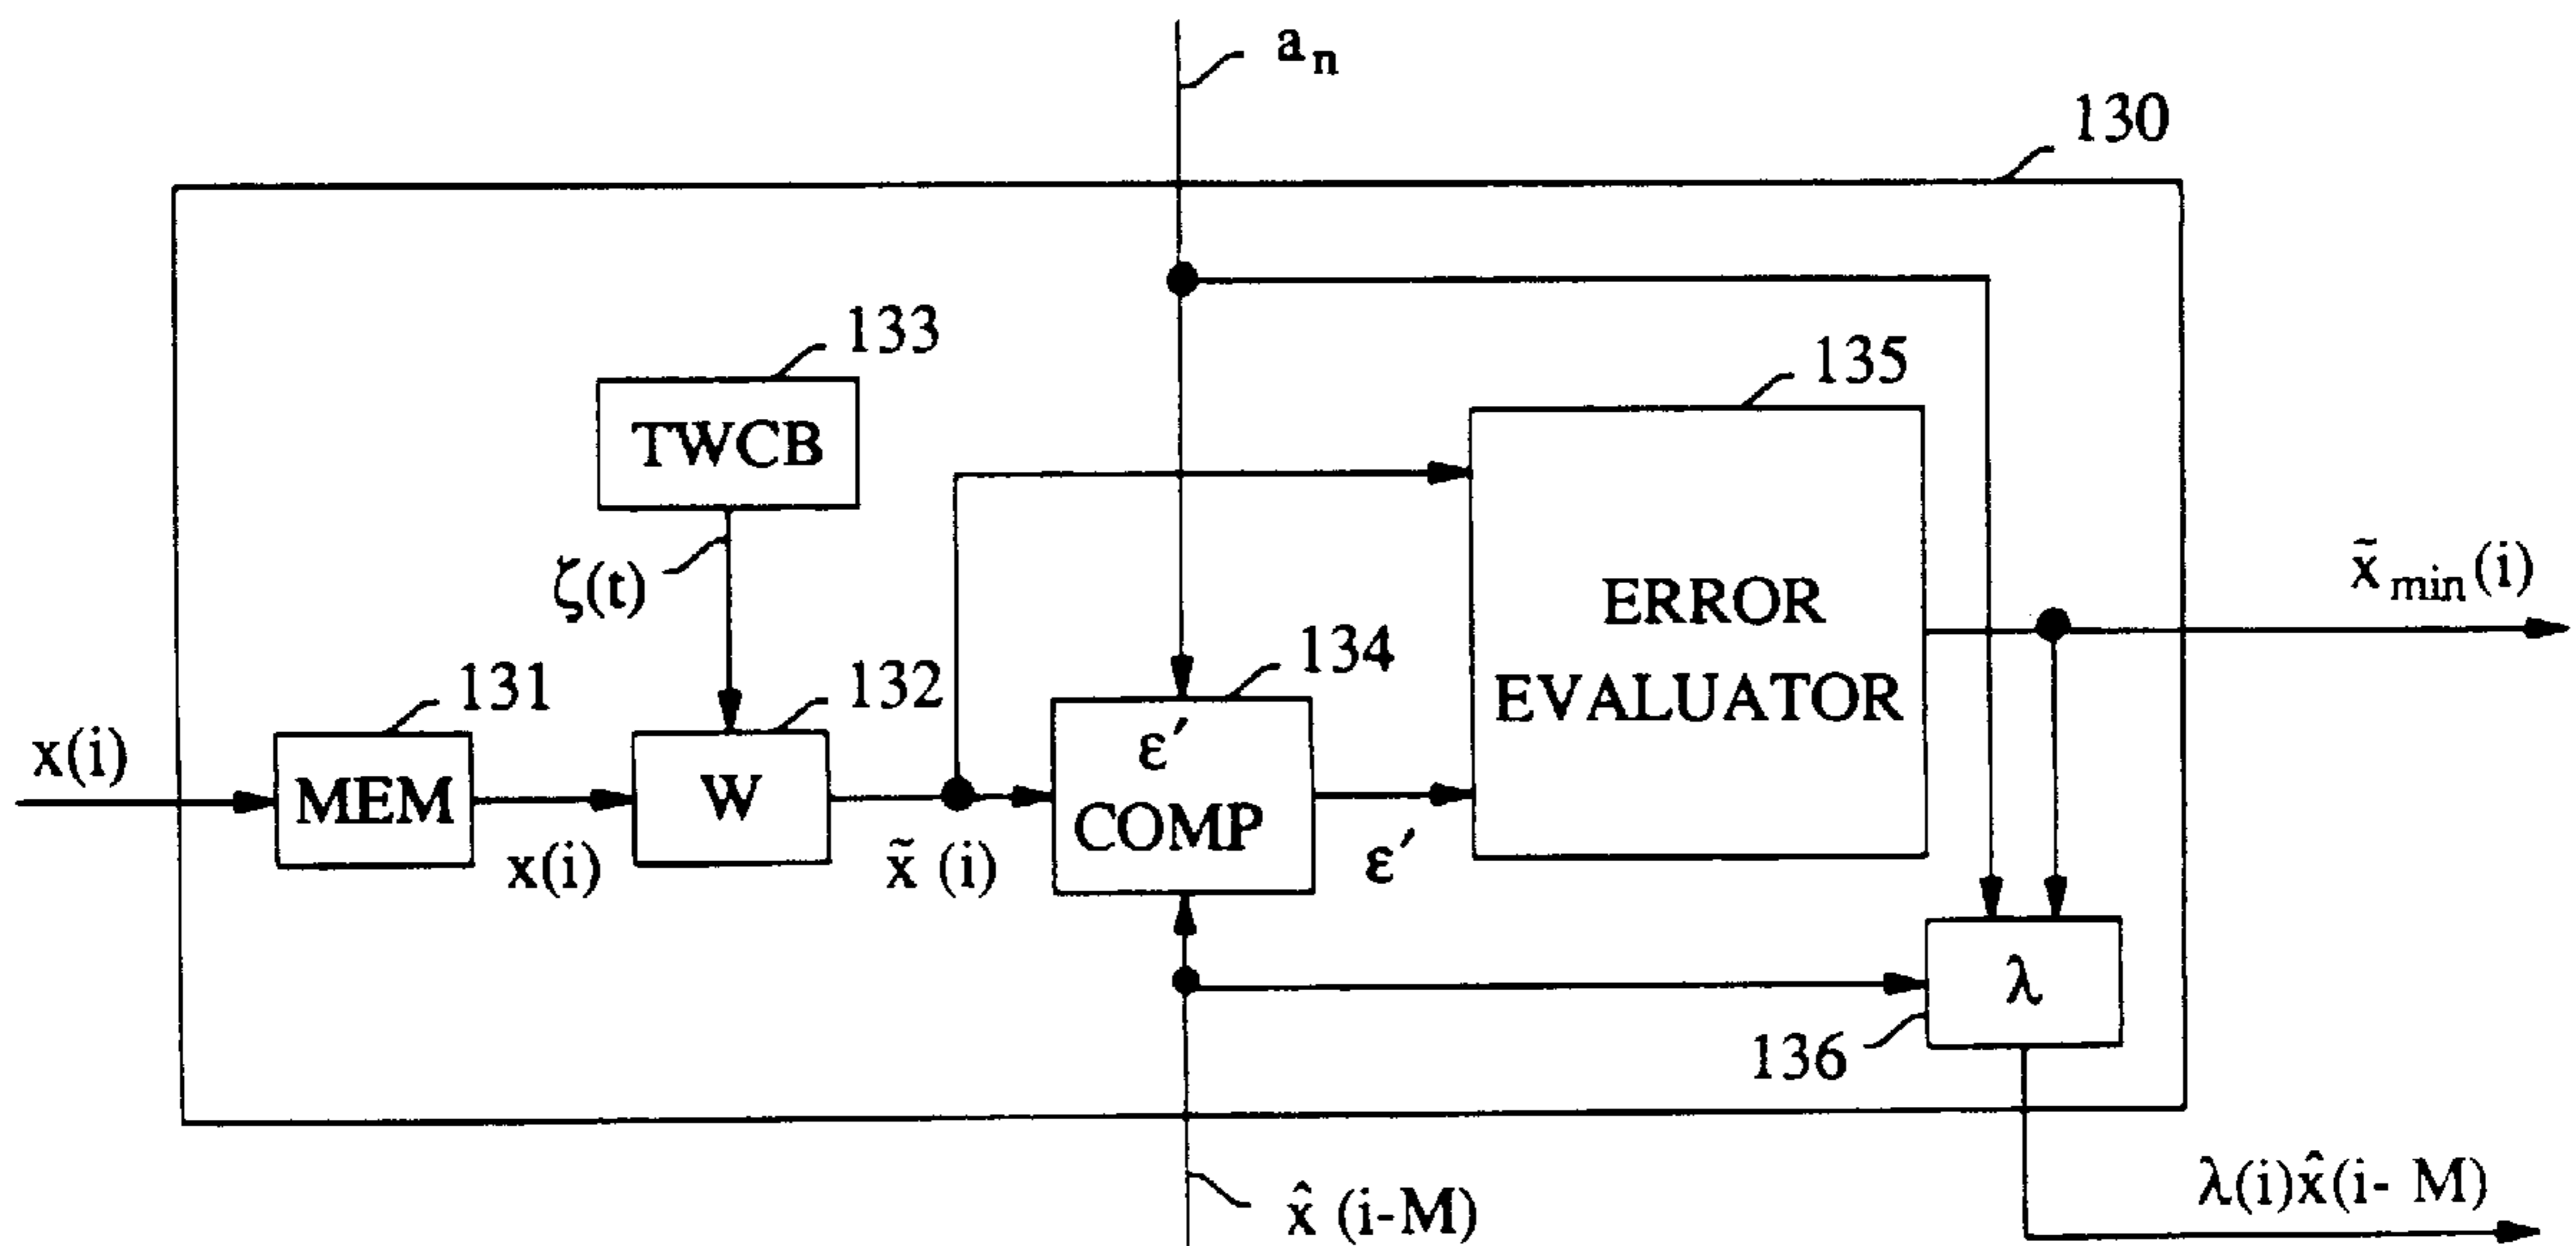 aₙ
130
133
TWCB
135
ζ(t)
ERROR
EVALUATOR
x̃ min (i)
134
131
132
x(i)
MEM
x(i)
W
x̃ (i)
ε′
COMP
ε′
λ
136
x̂ (i-M)
λ(i)x̂(i- M)